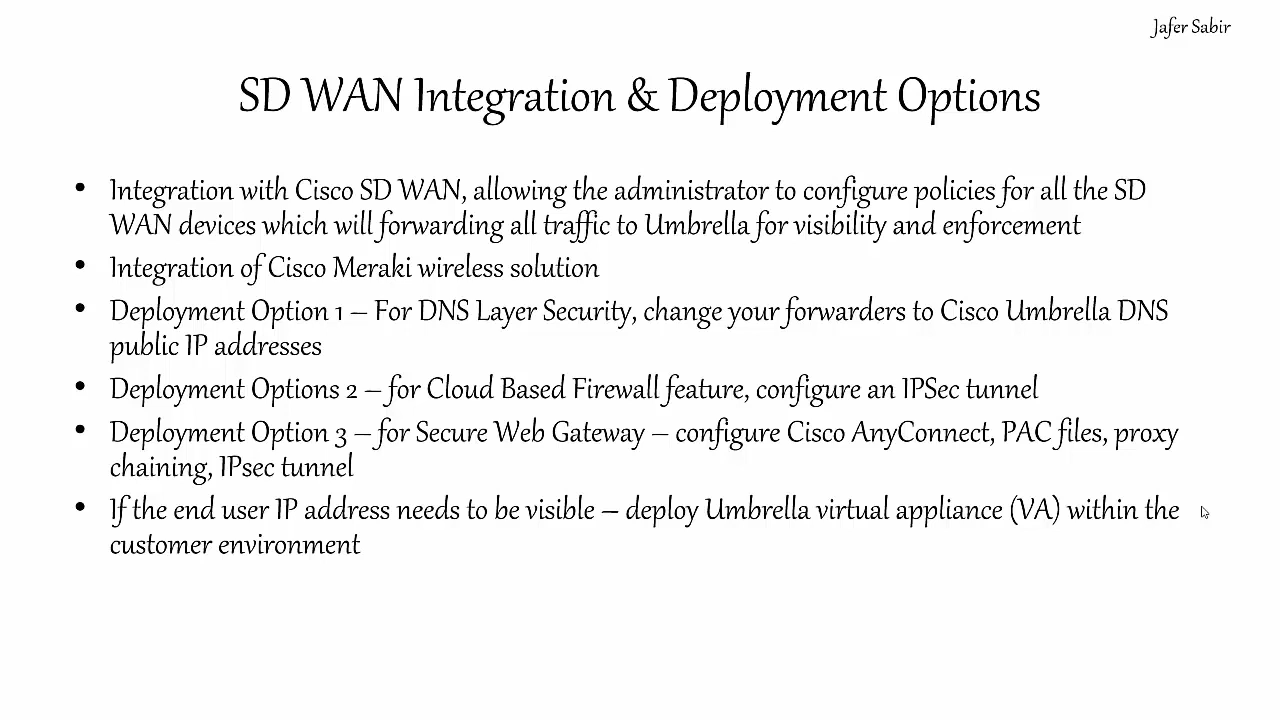 Jafer Sabir
SD WAN Integration & Deployment Options
• Integration with Cisco SD WAN, allowing the administrator to configure policies for all the SD
WAN devices which will forwarding all traffic to Umbrella for visibility and enforcement
• Integration of Cisco Meraki wireless solution
• Deployment Option 1 – For DNS Layer Security, change your forwarders to Cisco Umbrella DNS
public IP addresses
• Deployment Options 2 – for Cloud Based Firewall feature, configure an IPSec tunnel
• Deployment Option 3 – for Secure Web Gateway – configure Cisco AnyConnect, PAC files, proxy
chaining, IPsec tunnel
• If the end user IP address needs to be visible – deploy Umbrella virtual appliance (VA) within the
customer environment